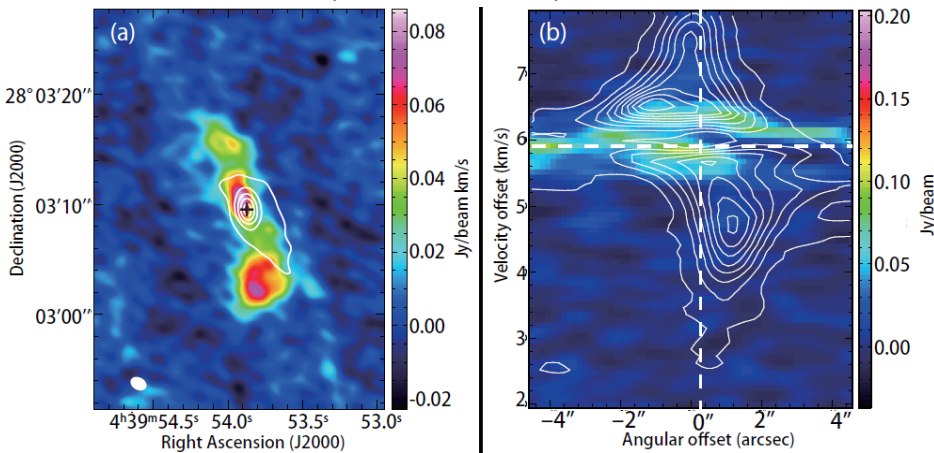 (a)
28° 03′20″
03′10″
03′00″
Declination (J2000)
4ʰ39ᵐ54.5ˢ 54.0ˢ 53.5ˢ 53.0ˢ
Right Ascension (J2000)
0.08
0.06
0.04
0.02
0.00
-0.02
Jy/beam km/s
(b)
7
6
5
4
3
2
Velocity offset (km/s)
−4″ −2″ 0″ 2″ 4″
Angular offset (arcsec)
0.20
0.15
0.10
0.05
0.00
Jy/beam